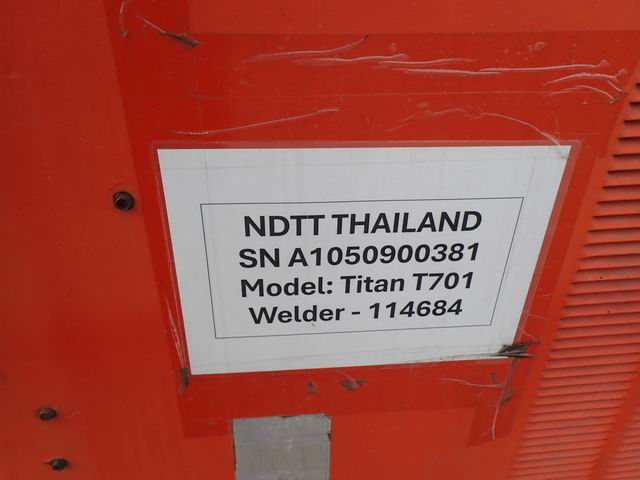 NDTT THAILAND
SN A1050900381
Model: Titan T701
Welder - 114684